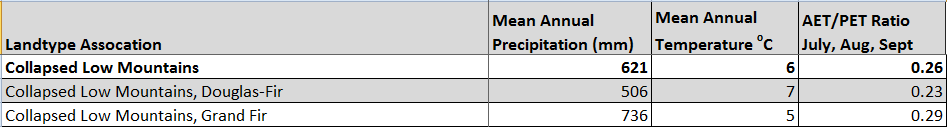 Landtype Assocation Mean Annual Precipitation (mm) Mean Annual Temperature °C AET/PET Ratio July, Aug, Sept
Collapsed Low Mountains 621 6 0.26
Collapsed Low Mountains, Douglas-Fir 506 7 0.23
Collapsed Low Mountains, Grand Fir 736 5 0.29